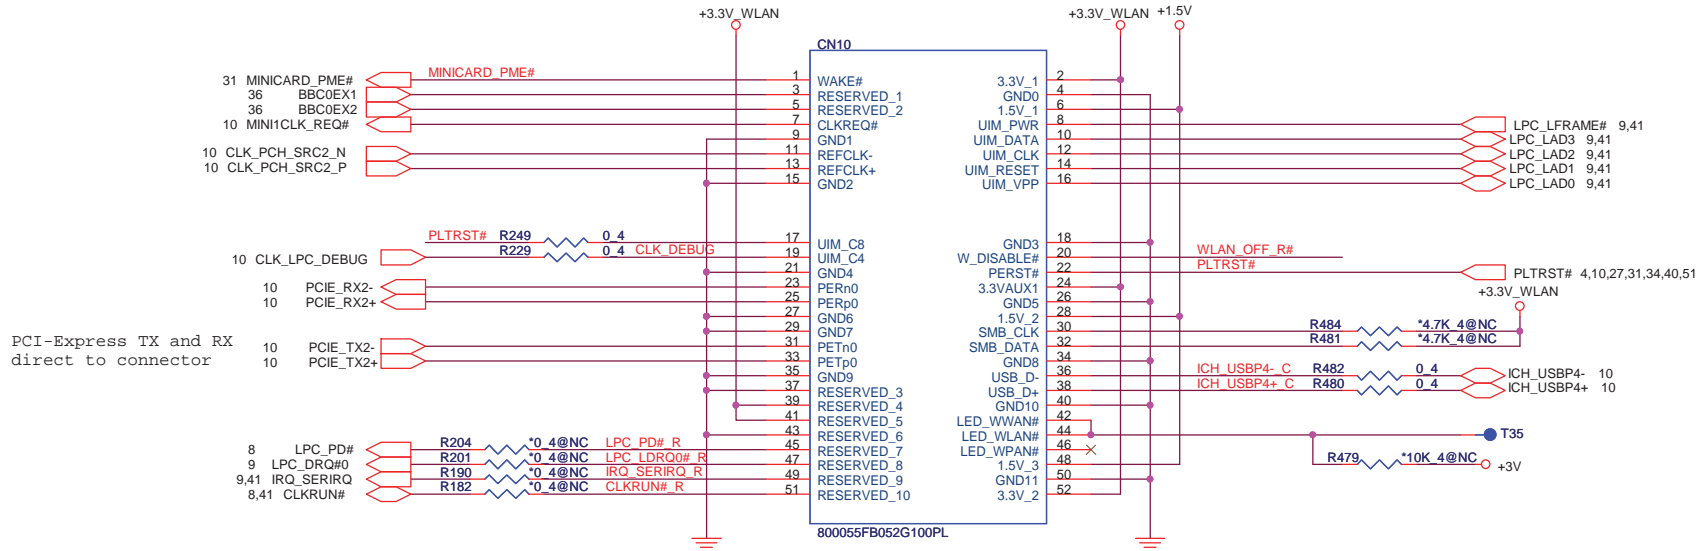 +3.3V_WLAN +3.3V_WLAN +1.5V
CN10
31 MINICARD_PME# MINICARD_PME# 1 WAKE# 3.3V_1 2
36 BBC0EX1 3 RESERVED_1 GND0 4
36 BBC0EX2 5 RESERVED_2 1.5V_1 6
10 MINI1CLK_REQ# 7 CLKREQ# UIM_PWR 8 LPC_LFRAME# 9,41
9 GND1 UIM_DATA 10 LPC_LAD3 9,41
10 CLK_PCH_SRC2_N 11 REFCLK- UIM_CLK 12 LPC_LAD2 9,41
10 CLK_PCH_SRC2_P 13 REFCLK+ UIM_RESET 14 LPC_LAD1 9,41
15 GND2 UIM_VPP 16 LPC_LAD0 9,41
PLTRST# R249 0_4 17 UIM_C8 GND3 18
10 CLK_LPC_DEBUG R229 0_4 CLK_DEBUG 19 UIM_C4 W_DISABLE# 20 WLAN_OFF_R#
21 GND4 PERST# 22 PLTRST# PLTRST# 4,10,27,31,34,40,51
10 PCIE_RX2- 23 PERn0 3.3VAUX1 24 +3.3V_WLAN
10 PCIE_RX2+ 25 PERp0 GND5 26
27 GND6 1.5V_2 28
29 GND7 SMB_CLK 30 R484 *4.7K_4@NC
PCI-Express TX and RX
direct to connector
10 PCIE_TX2- 31 PETn0 SMB_DATA 32 R481 *4.7K_4@NC
10 PCIE_TX2+ 33 PETp0 GND8 34
35 GND9 USB_D- 36 ICH_USBP4-_C R482 0_4 ICH_USBP4- 10
37 RESERVED_3 USB_D+ 38 ICH_USBP4+_C R480 0_4 ICH_USBP4+ 10
39 RESERVED_4 GND10 40
41 RESERVED_5 LED_WWAN# 42
43 RESERVED_6 LED_WLAN# 44 T35
8 LPC_PD# R204 *0_4@NC LPC_PD#_R 45 RESERVED_7 LED_WPAN# 46
9 LPC_DRQ#0 R201 *0_4@NC LPC_LDRQ0#_R 47 RESERVED_8 1.5V_3 48 R479 *10K_4@NC +3V
9,41 IRQ_SERIRQ R190 *0_4@NC IRQ_SERIRQ_R 49 RESERVED_9 GND11 50
8,41 CLKRUN# R182 *0_4@NC CLKRUN#_R 51 RESERVED_10 3.3V_2 52
800055FB052G100PL